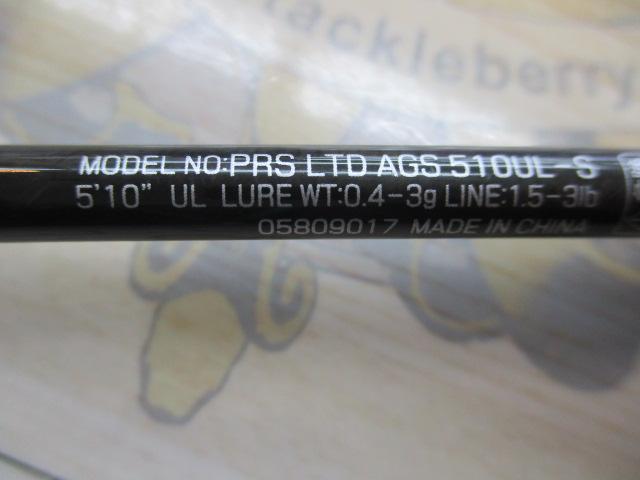 tackleberry
MODEL NO:PRS LTD AGS 510UL-S
5'10" UL LURE WT:0.4-3g LINE:1.5-3lb
05809017 MADE IN CHINA